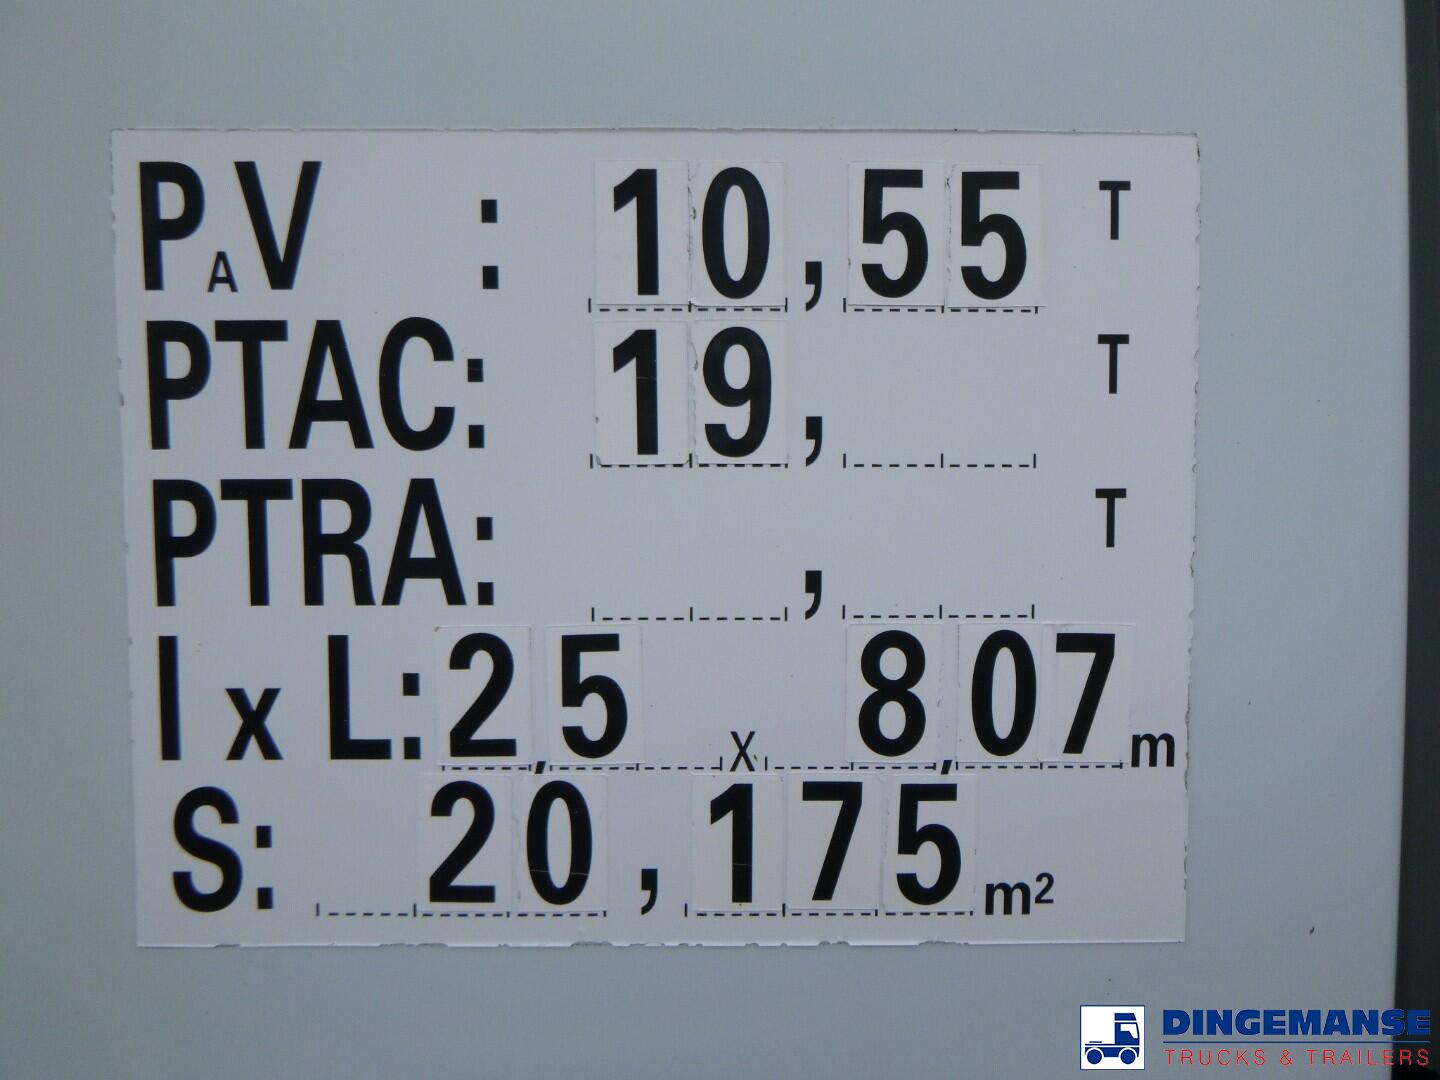 PAV : 10,55 T
PTAC: 19, T
PTRA: , T
l x L: 2,5 x 8,07 m
S: 20,175 m²
DINGEMANSE
TRUCKS & TRAILERS